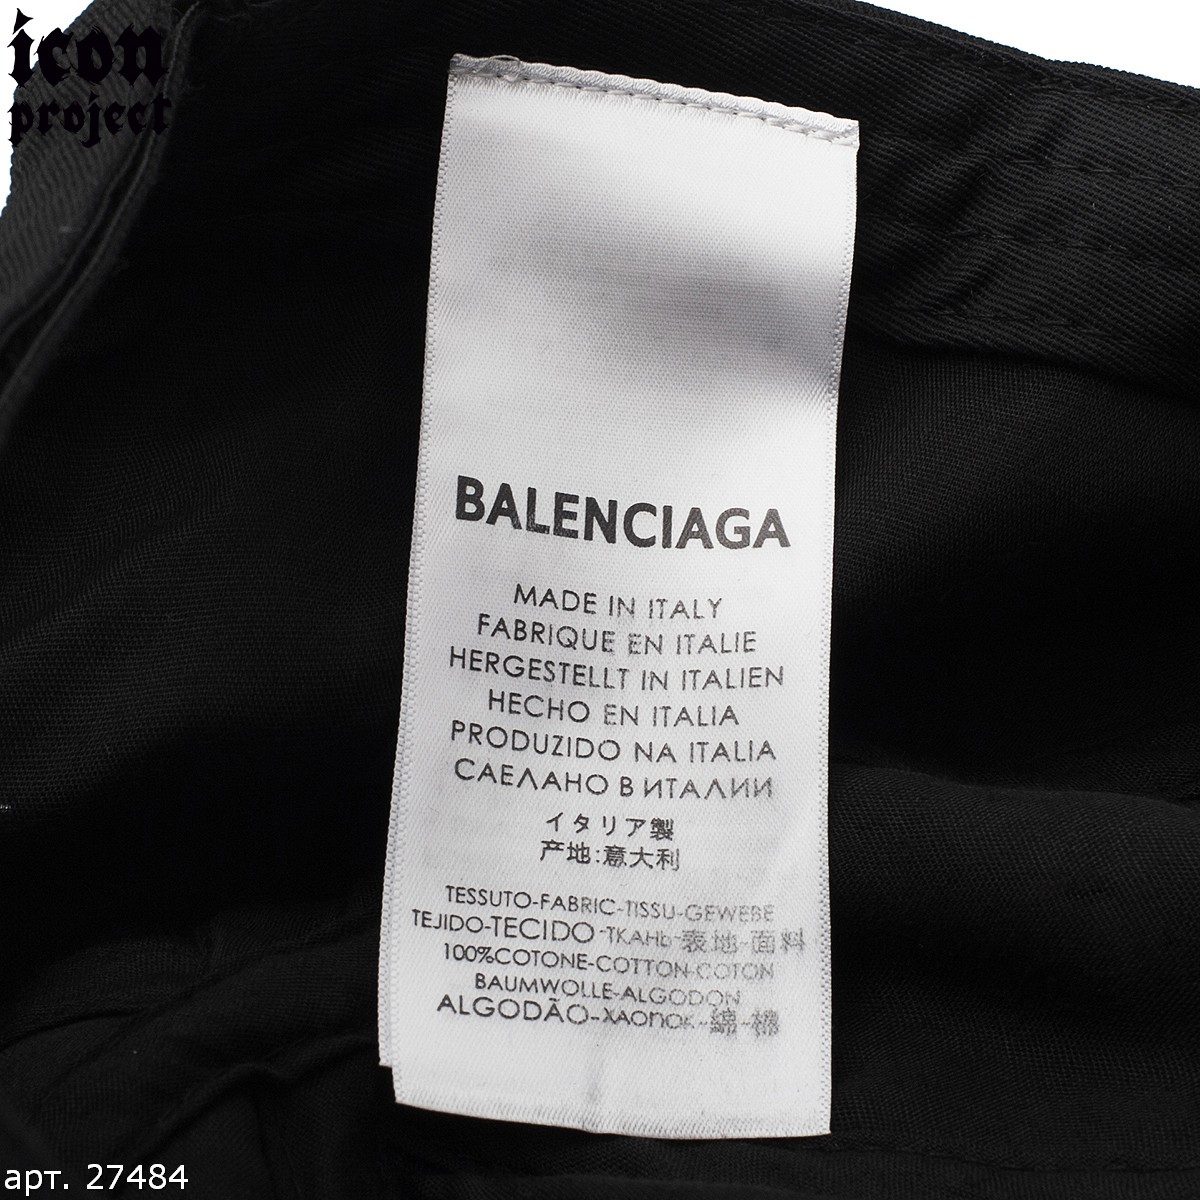 icon
project
BALENCIAGA
MADE IN ITALY
FABRIQUE EN ITALIE
HERGESTELLT IN ITALIEN
HECHO EN ITALIA
PRODUZIDO NA ITALIA
САЕЛАНО В ИТАЛИИ
イタリア製
产地:意大利
TESSUTO-FABRIC-TISSU-GEWEBE
TEJIDO-TECIDO-ТКАНЬ-表地-面料
100%COTONE-COTTON-COTON
BAUMWOLLE-ALGODON
ALGODÃO-ХЛОПОК-綿-棉
арт. 27484